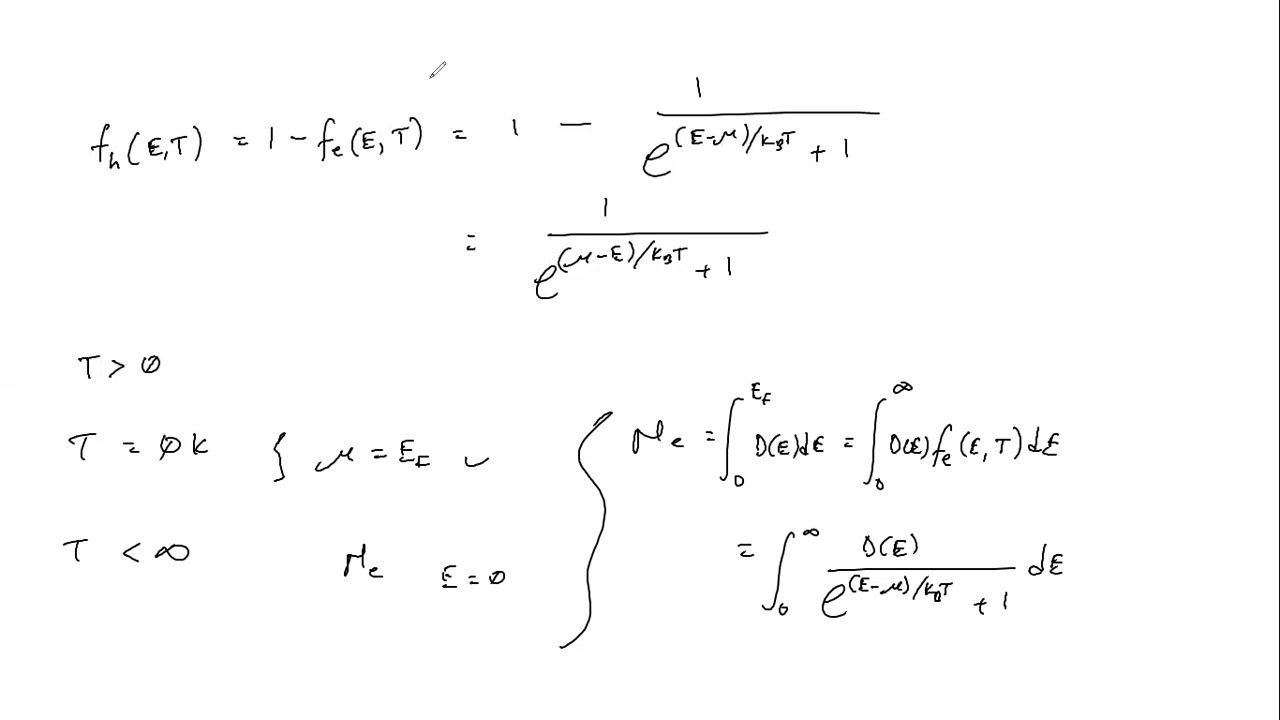 f_h(E,T) = 1 - f_e(E,T) = 1 - 1/(e^{(E-μ)/k_BT} + 1)
= 1/(e^{(μ-E)/k_BT} + 1)
T > 0
T = 0 K { μ = E_F ✓
T < ∞ N_e E = 0
N_e = ∫_0^{E_F} D(E)dE = ∫_0^∞ D(E)f_e(E,T)dE
= ∫_0^∞ D(E)/(e^{(E-μ)/k_BT} + 1) dE